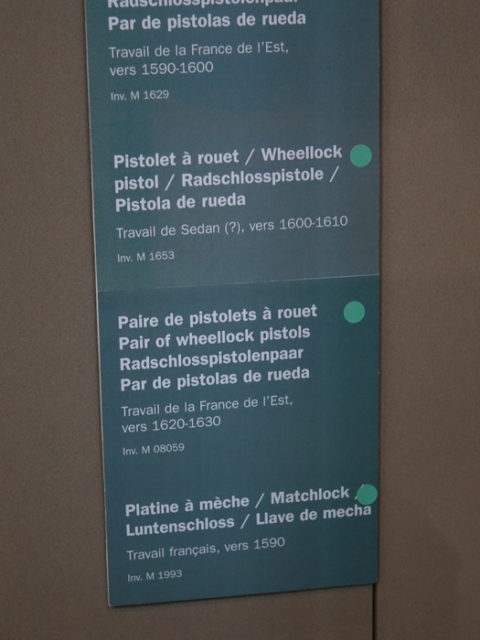 Radschlosspistolenpaar
Par de pistolas de rueda
Travail de la France de l'Est,
vers 1590-1600
Inv. M 1629
Pistolet à rouet / Wheellock
pistol / Radschlosspistole /
Pistola de rueda
Travail de Sedan (?), vers 1600-1610
Inv. M 1653
Paire de pistolets à rouet
Pair of wheellock pistols
Radschlosspistolenpaar
Par de pistolas de rueda
Travail de la France de l'Est,
vers 1620-1630
Inv. M 08059
Platine à mèche / Matchlock /
Luntenschloss / Llave de mecha
Travail français, vers 1590
Inv. M 1993